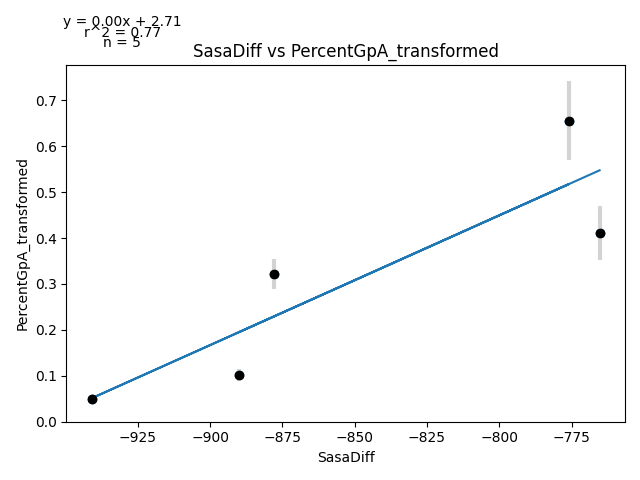 y = 0.00x + 2.71
r^2 = 0.77
n = 5
SasaDiff vs PercentGpA_transformed
PercentGpA_transformed
0.7
0.6
0.5
0.4
0.3
0.2
0.1
0.0
−925 −900 −875 −850 −825 −800 −775
SasaDiff